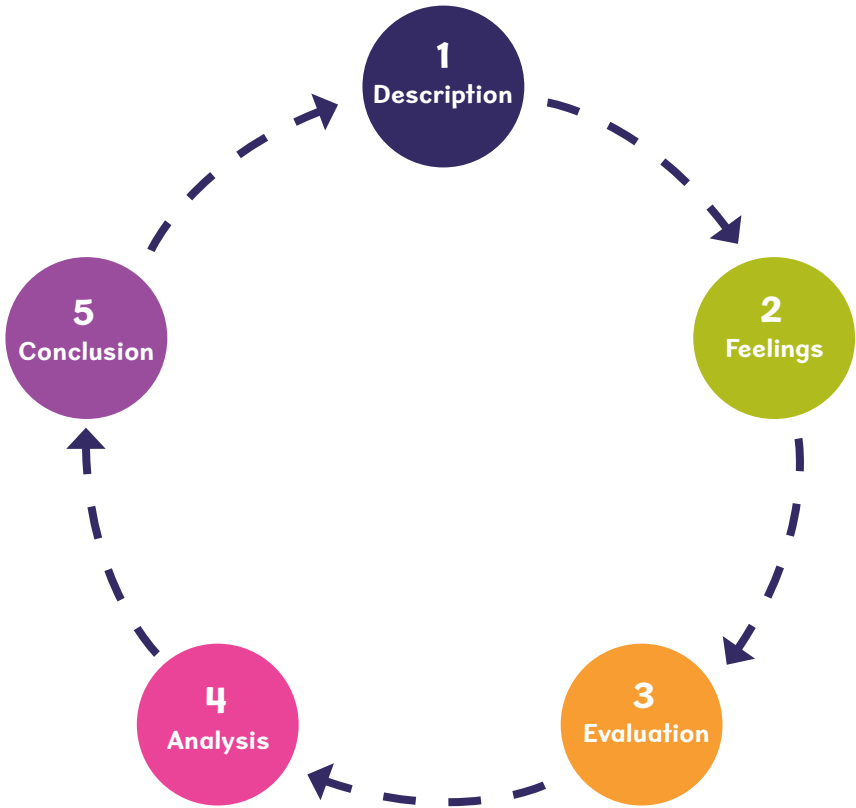 1
Description
2
Feelings
3
Evaluation
4
Analysis
5
Conclusion